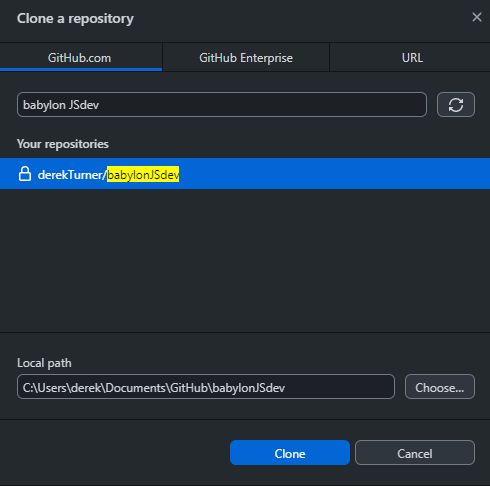 Clone a repository
GitHub.com GitHub Enterprise URL
babylon JSdev
Your repositories
derekTurner/babylonJSdev
Local path
C:\Users\derek\Documents\GitHub\babylonJSdev Choose...
Clone Cancel